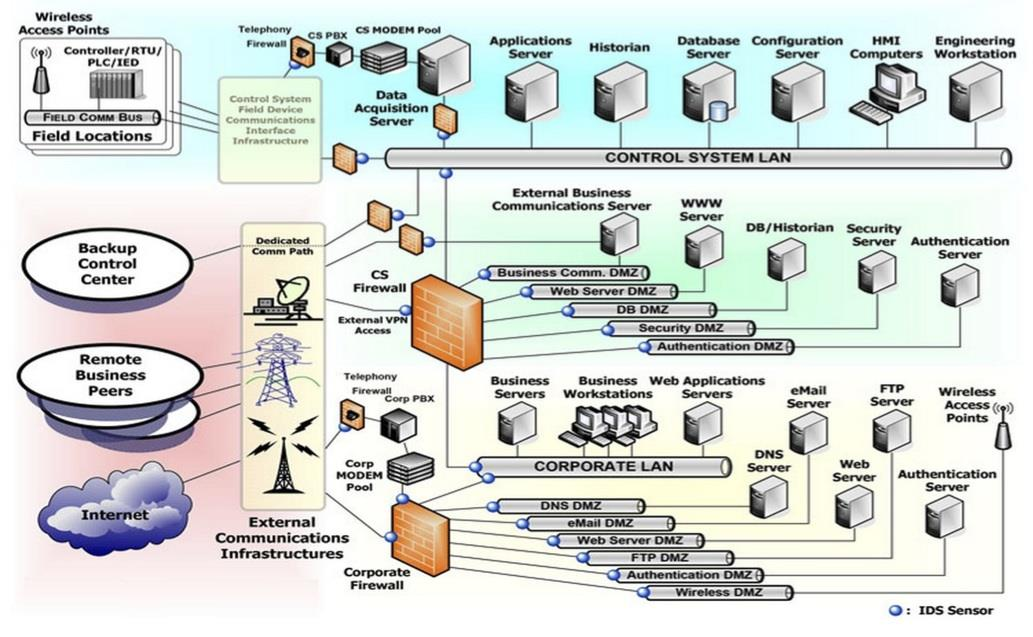 Wireless
Access Points
Controller/RTU/
PLC/IED
FIELD COMM BUS
Field Locations
Telephony
Firewall
CS PBX
CS MODEM Pool
Data
Acquisition
Server
Control System
Field Device
Communications
Interface
Infrastructure
Applications
Server
Historian
Database
Server
Configuration
Server
HMI
Computers
Engineering
Workstation
CONTROL SYSTEM LAN
Backup
Control
Center
Dedicated
Comm Path
CS
Firewall
External VPN
Access
External Business
Communications Server
WWW
Server
DB/Historian
Security
Server
Authentication
Server
Business Comm. DMZ
Web Server DMZ
DB DMZ
Security DMZ
Authentication DMZ
Remote
Business
Peers
Internet
External
Communications
Infrastructures
Telephony
Firewall
Corp PBX
Corp
MODEM
Pool
Corporate
Firewall
Business
Servers
Business
Workstations
Web Applications
Servers
eMail
Server
FTP
Server
Wireless
Access
Points
CORPORATE LAN
DNS
Server
Web
Server
Authentication
Server
DNS DMZ
eMail DMZ
Web Server DMZ
FTP DMZ
Authentication DMZ
Wireless DMZ
: IDS Sensor